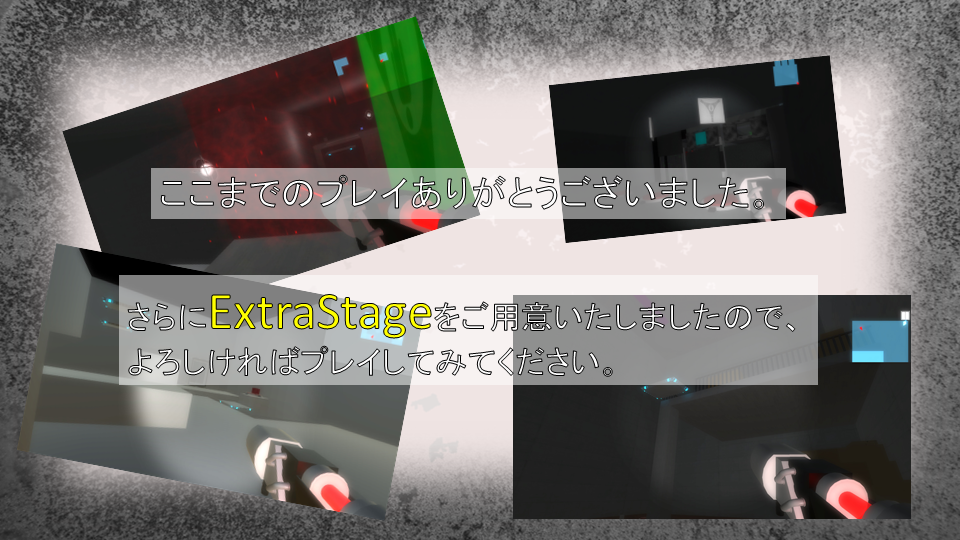 ここまでのプレイありがとうございました。
さらにExtraStageをご用意いたしましたので、
よろしければプレイしてみてください。